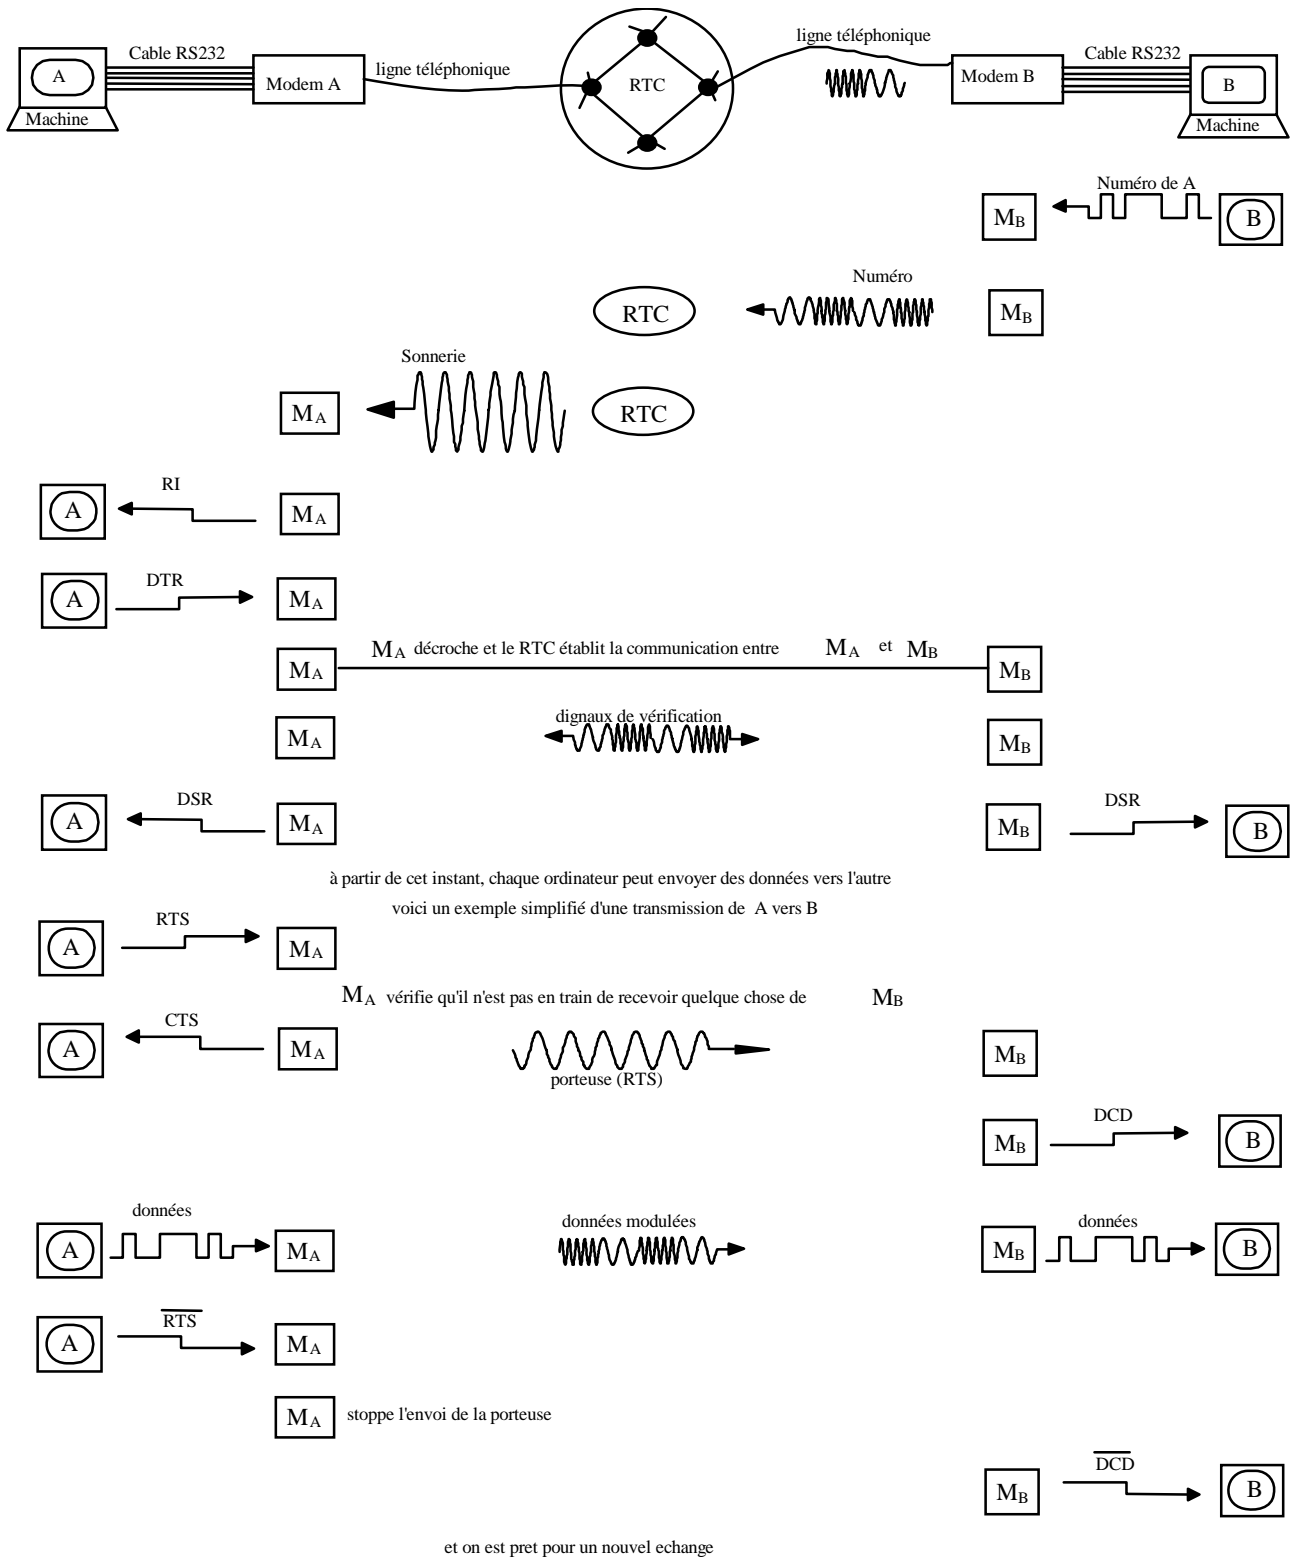 Cable RS232
ligne téléphonique
ligne téléphonique
Cable RS232
A
Modem A
RTC
Modem B
B
Machine
Machine
Numéro de A
MB
B
Numéro
RTC
MB
Sonnerie
MA
RTC
RI
A
MA
DTR
A
MA
MA
MA décroche et le RTC établit la communication entre MA et MB
MB
dignaux de vérification
MA
MB
DSR
A
MA
DSR
MB
B
à partir de cet instant, chaque ordinateur peut envoyer des données vers l'autre
voici un exemple simplifié d'une transmission de A vers B
RTS
A
MA
MA vérifie qu'il n'est pas en train de recevoir quelque chose de MB
CTS
A
MA
porteuse (RTS)
MB
DCD
MB
B
données
A
MA
données modulées
données
MB
B
RTS
A
MA
MA stoppe l'envoi de la porteuse
DCD
MB
B
et on est pret pour un nouvel echange